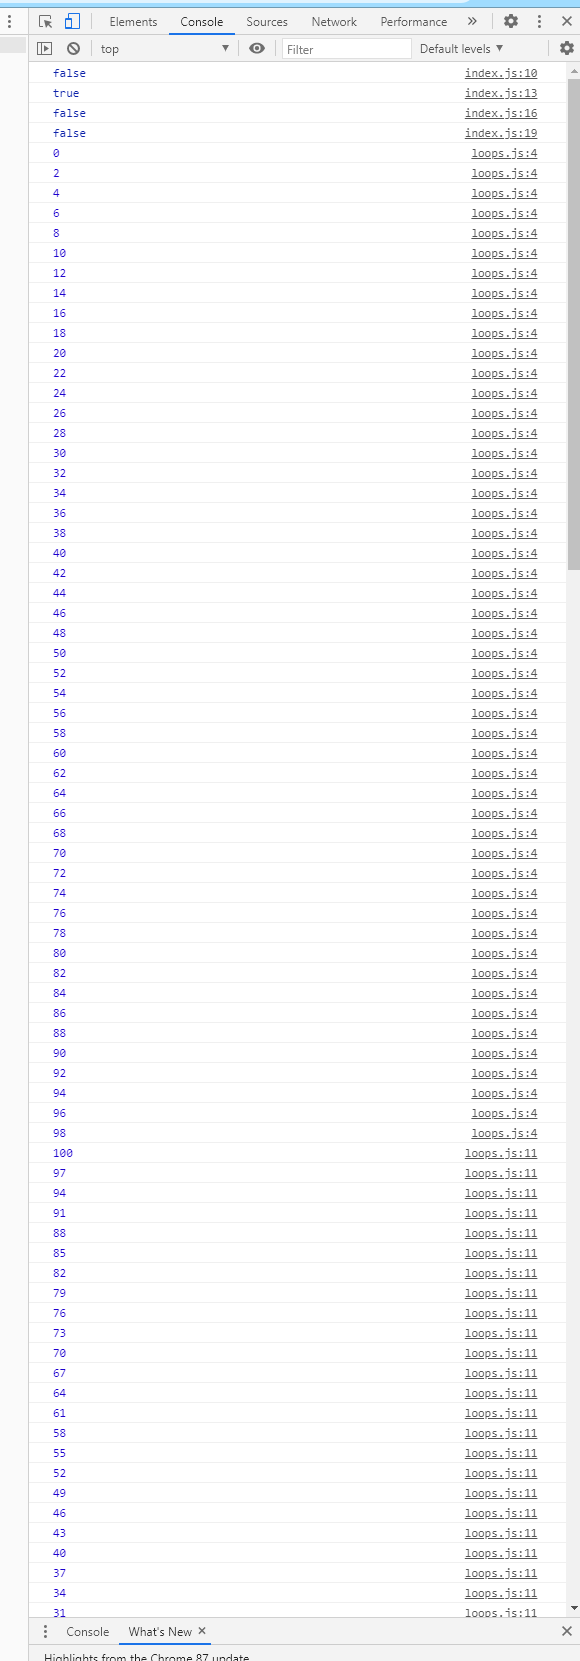 Elements Console Sources Network Performance »
top Filter Default levels
false index.js:10
true index.js:13
false index.js:16
false index.js:19
0 loops.js:4
2 loops.js:4
4 loops.js:4
6 loops.js:4
8 loops.js:4
10 loops.js:4
12 loops.js:4
14 loops.js:4
16 loops.js:4
18 loops.js:4
20 loops.js:4
22 loops.js:4
24 loops.js:4
26 loops.js:4
28 loops.js:4
30 loops.js:4
32 loops.js:4
34 loops.js:4
36 loops.js:4
38 loops.js:4
40 loops.js:4
42 loops.js:4
44 loops.js:4
46 loops.js:4
48 loops.js:4
50 loops.js:4
52 loops.js:4
54 loops.js:4
56 loops.js:4
58 loops.js:4
60 loops.js:4
62 loops.js:4
64 loops.js:4
66 loops.js:4
68 loops.js:4
70 loops.js:4
72 loops.js:4
74 loops.js:4
76 loops.js:4
78 loops.js:4
80 loops.js:4
82 loops.js:4
84 loops.js:4
86 loops.js:4
88 loops.js:4
90 loops.js:4
92 loops.js:4
94 loops.js:4
96 loops.js:4
98 loops.js:4
100 loops.js:11
97 loops.js:11
94 loops.js:11
91 loops.js:11
88 loops.js:11
85 loops.js:11
82 loops.js:11
79 loops.js:11
76 loops.js:11
73 loops.js:11
70 loops.js:11
67 loops.js:11
64 loops.js:11
61 loops.js:11
58 loops.js:11
55 loops.js:11
52 loops.js:11
49 loops.js:11
46 loops.js:11
43 loops.js:11
40 loops.js:11
37 loops.js:11
34 loops.js:11
31 loops.js:11
Console What's New
Highlights from the Chrome 87 update